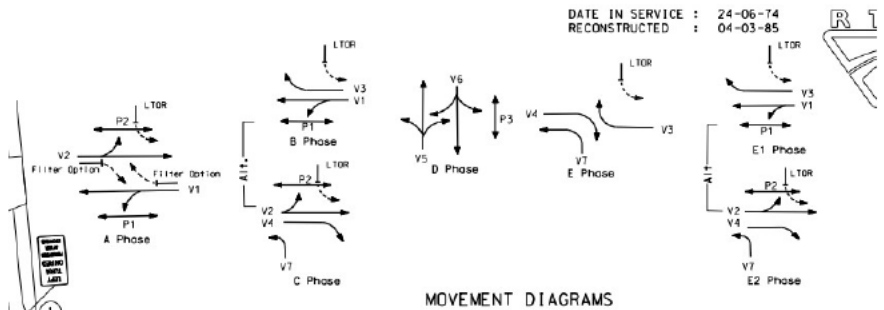 DATE IN SERVICE : 24-06-74
RECONSTRUCTED : 04-03-85
R T
LTOR
P2
V2
Filter Option
Filter Option
V1
P1
A Phase
Alt.
LTOR
V3
V1
P1
B Phase
LTOR
P2
V2
V4
V7
C Phase
V6
P3
V5
D Phase
LTOR
V4
V3
V7
E Phase
Alt
LTOR
V3
V1
P1
E1 Phase
LTOR
P2
V2
V4
V7
E2 Phase
LEFT
TURN
MOVEMENT DIAGRAMS